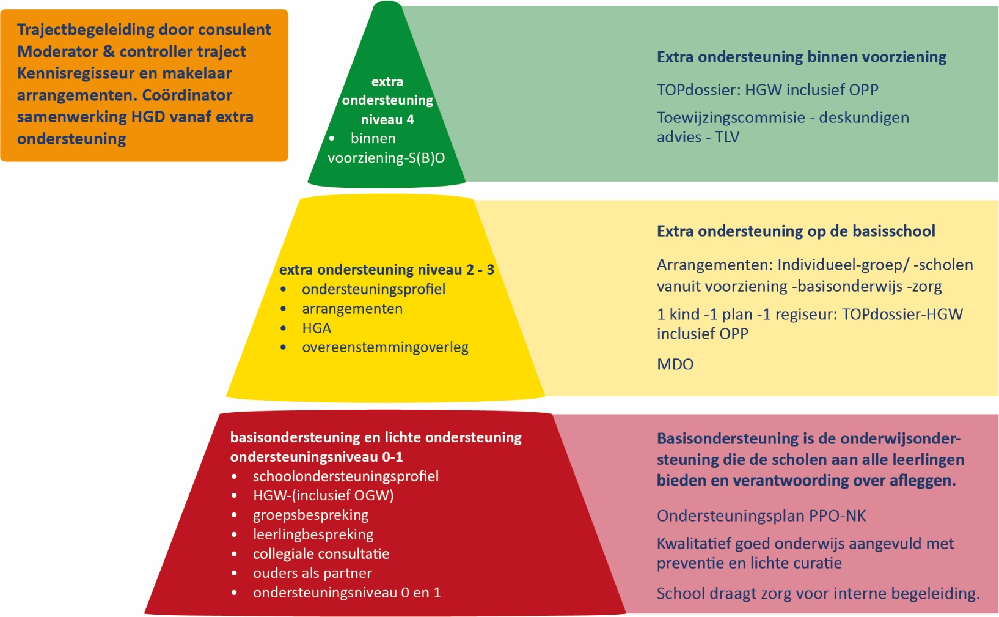 Trajectbegeleiding door consulent
Moderator & controller traject
Kennisregisseur en makelaar
arrangementen. Coördinator
samenwerking HGD vanaf extra
ondersteuning
extra
ondersteuning
niveau 4
• binnen
voorziening-S(B)O
Extra ondersteuning binnen voorziening
TOPdossier: HGW inclusief OPP
Toewijzingscommisie - deskundigen
advies - TLV
extra ondersteuning niveau 2 - 3
• ondersteuningsprofiel
• arrangementen
• HGA
• overeenstemmingoverleg
Extra ondersteuning op de basisschool
Arrangementen: Individueel-groep/ -scholen
vanuit voorziening -basisonderwijs -zorg
1 kind -1 plan -1 regiseur: TOPdossier-HGW
inclusief OPP
MDO
basisondersteuning en lichte ondersteuning
ondersteuningsniveau 0-1
• schoolondersteuningsprofiel
• HGW-(inclusief OGW)
• groepsbespreking
• leerlingbespreking
• collegiale consultatie
• ouders als partner
• ondersteuningsniveau 0 en 1
Basisondersteuning is de onderwijsonder-
steuning die de scholen aan alle leerlingen
bieden en verantwoording over afleggen.
Ondersteuningsplan PPO-NK
Kwalitatief goed onderwijs aangevuld met
preventie en lichte curatie
School draagt zorg voor interne begeleiding.